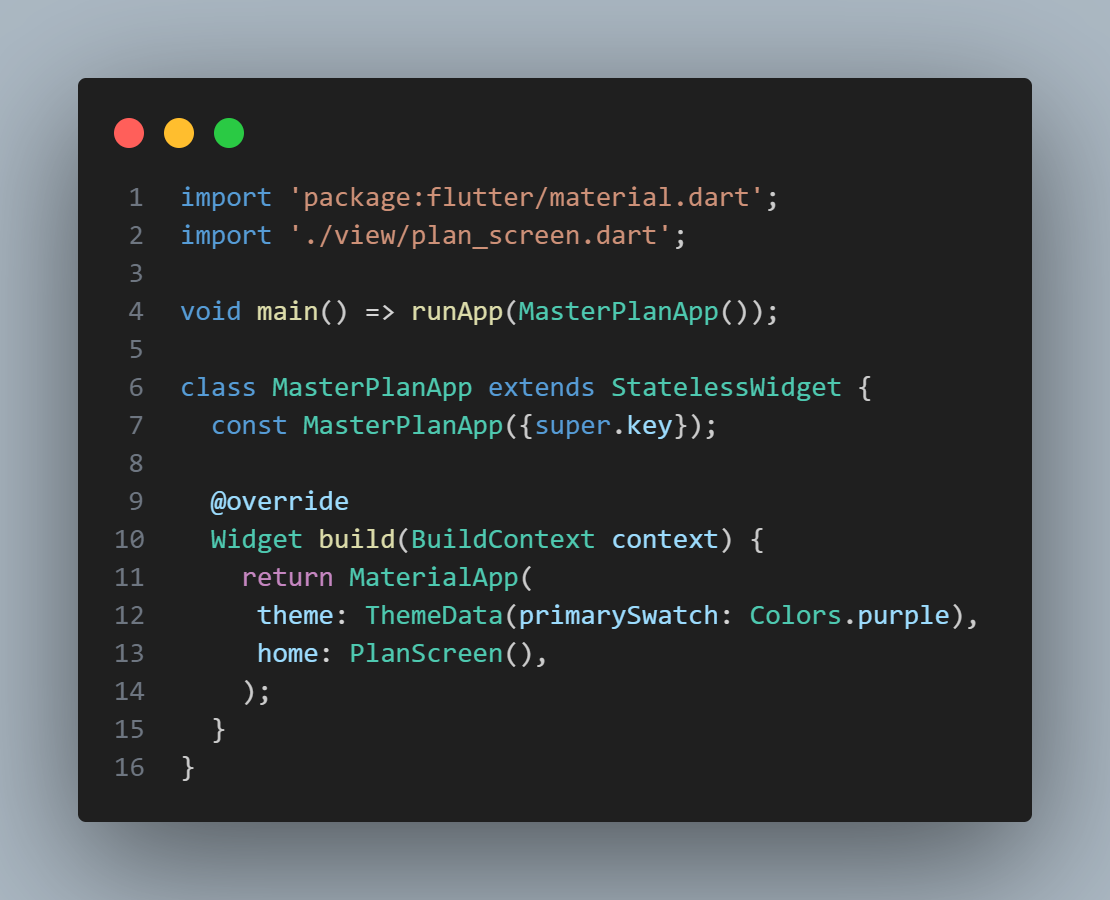 1 import 'package:flutter/material.dart';
2 import './view/plan_screen.dart';
3
4 void main() => runApp(MasterPlanApp());
5
6 class MasterPlanApp extends StatelessWidget {
7   const MasterPlanApp({super.key});
8
9   @override
10   Widget build(BuildContext context) {
11     return MaterialApp(
12      theme: ThemeData(primarySwatch: Colors.purple),
13      home: PlanScreen(),
14     );
15   }
16 }